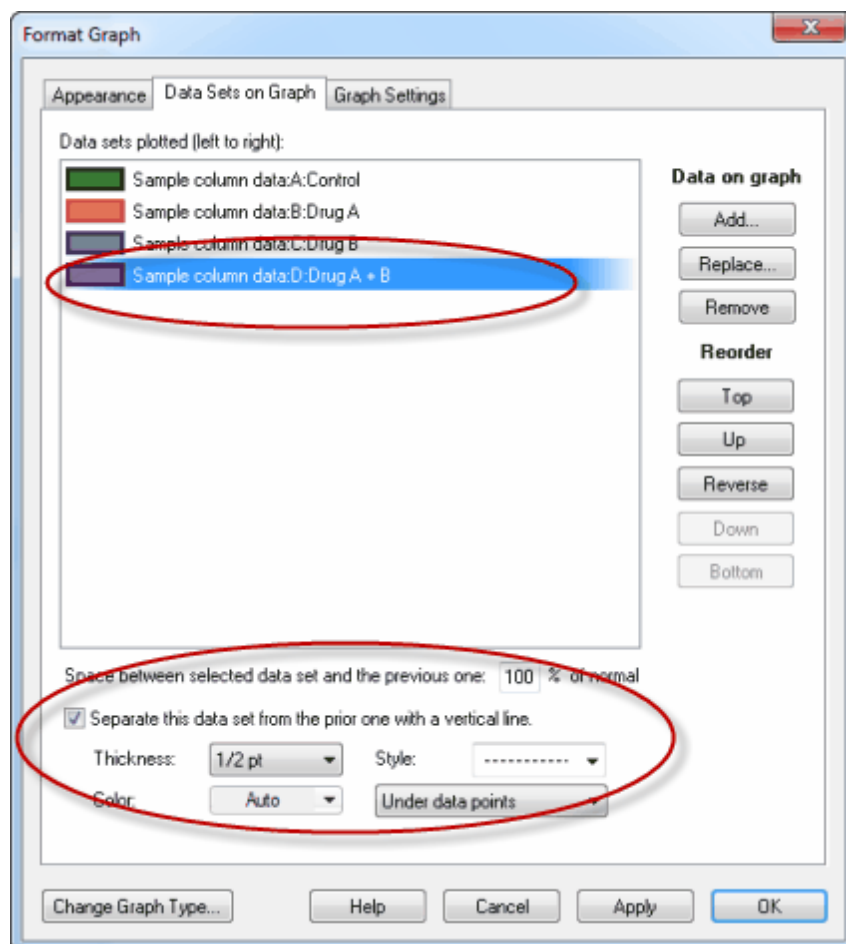 Format Graph
Appearance Data Sets on Graph Graph Settings
Data sets plotted (left to right):
Sample column data:A:Control
Sample column data:B:Drug A
Sample column data:C:Drug B
Sample column data:D:Drug A + B
Data on graph
Add...
Replace...
Remove
Reorder
Top
Up
Reverse
Down
Bottom
Space between selected data set and the previous one: 100 % of normal
Separate this data set from the prior one with a vertical line.
Thickness: 1/2 pt Style:
Color: Auto Under data points
Change Graph Type... Help Cancel Apply OK